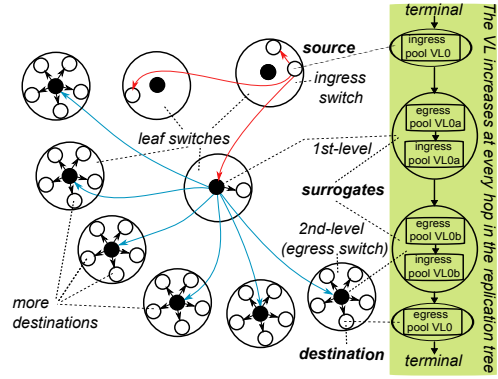 terminal
source
ingress
switch
leaf switches
1st-level
surrogates
2nd-level
(egress switch)
more
destinations
destination
ingress
pool VL0
egress
pool VL0a
ingress
pool VL0a
egress
pool VL0b
ingress
pool VL0b
egress
pool VL0
terminal
The VL increases at every hop in the replication tree